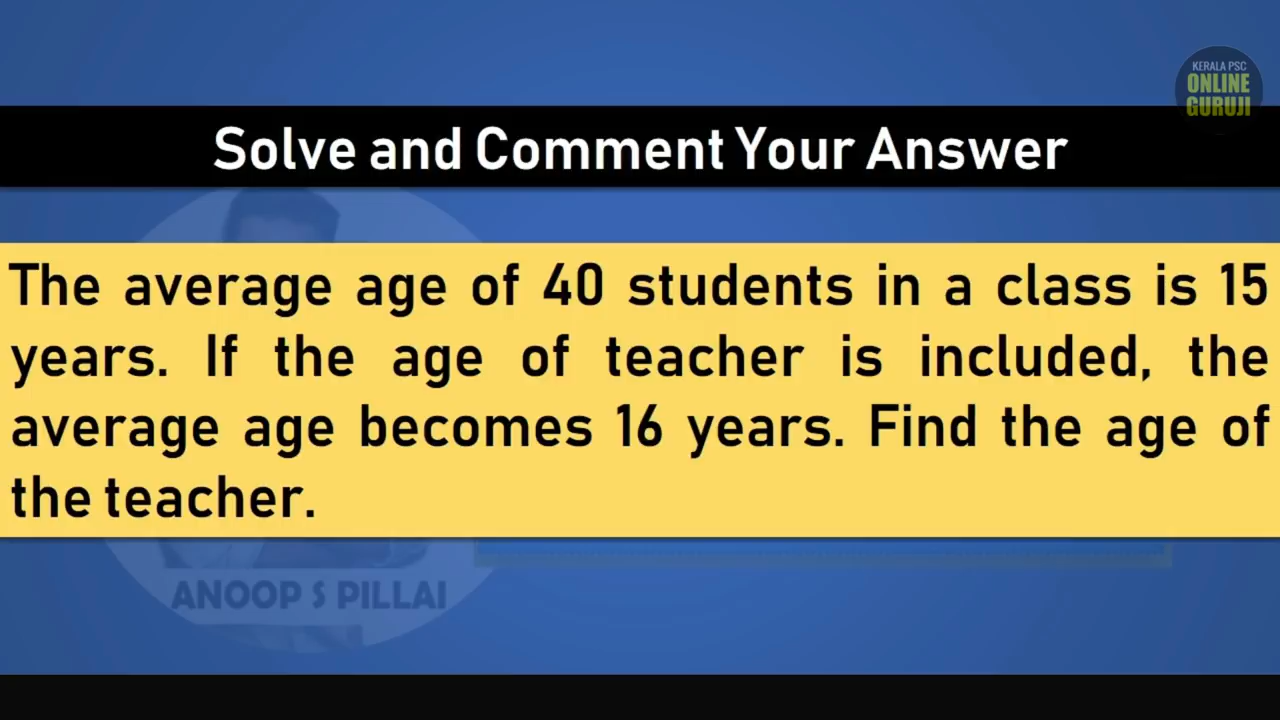 KERALA PSC
ONLINE
GURUJI
Solve and Comment Your Answer
The average age of 40 students in a class is 15
years. If the age of teacher is included, the
average age becomes 16 years. Find the age of
the teacher.
ANOOP S PILLAI